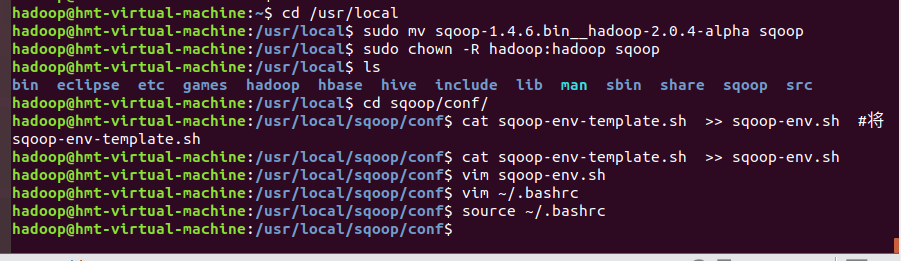 hadoop@hmt-virtual-machine:~$ cd /usr/local
hadoop@hmt-virtual-machine:/usr/local$ sudo mv sqoop-1.4.6.bin__hadoop-2.0.4-alpha sqoop
hadoop@hmt-virtual-machine:/usr/local$ sudo chown -R hadoop:hadoop sqoop
hadoop@hmt-virtual-machine:/usr/local$ ls
bin  eclipse  etc  games  hadoop  hbase  hive  include  lib  man  sbin  share  sqoop  src
hadoop@hmt-virtual-machine:/usr/local$ cd sqoop/conf/
hadoop@hmt-virtual-machine:/usr/local/sqoop/conf$ cat sqoop-env-template.sh  >> sqoop-env.sh  #将
sqoop-env-template.sh
hadoop@hmt-virtual-machine:/usr/local/sqoop/conf$ cat sqoop-env-template.sh  >> sqoop-env.sh
hadoop@hmt-virtual-machine:/usr/local/sqoop/conf$ vim sqoop-env.sh
hadoop@hmt-virtual-machine:/usr/local/sqoop/conf$ vim ~/.bashrc
hadoop@hmt-virtual-machine:/usr/local/sqoop/conf$ source ~/.bashrc
hadoop@hmt-virtual-machine:/usr/local/sqoop/conf$